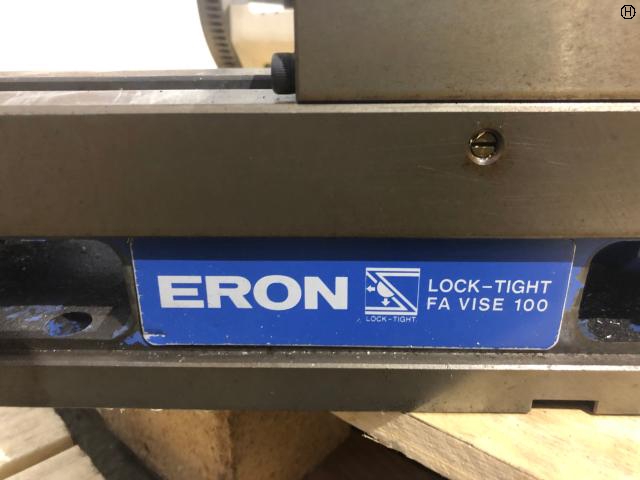 ERON
LOCK-TIGHT
LOCK-TIGHT
FA VISE 100
H